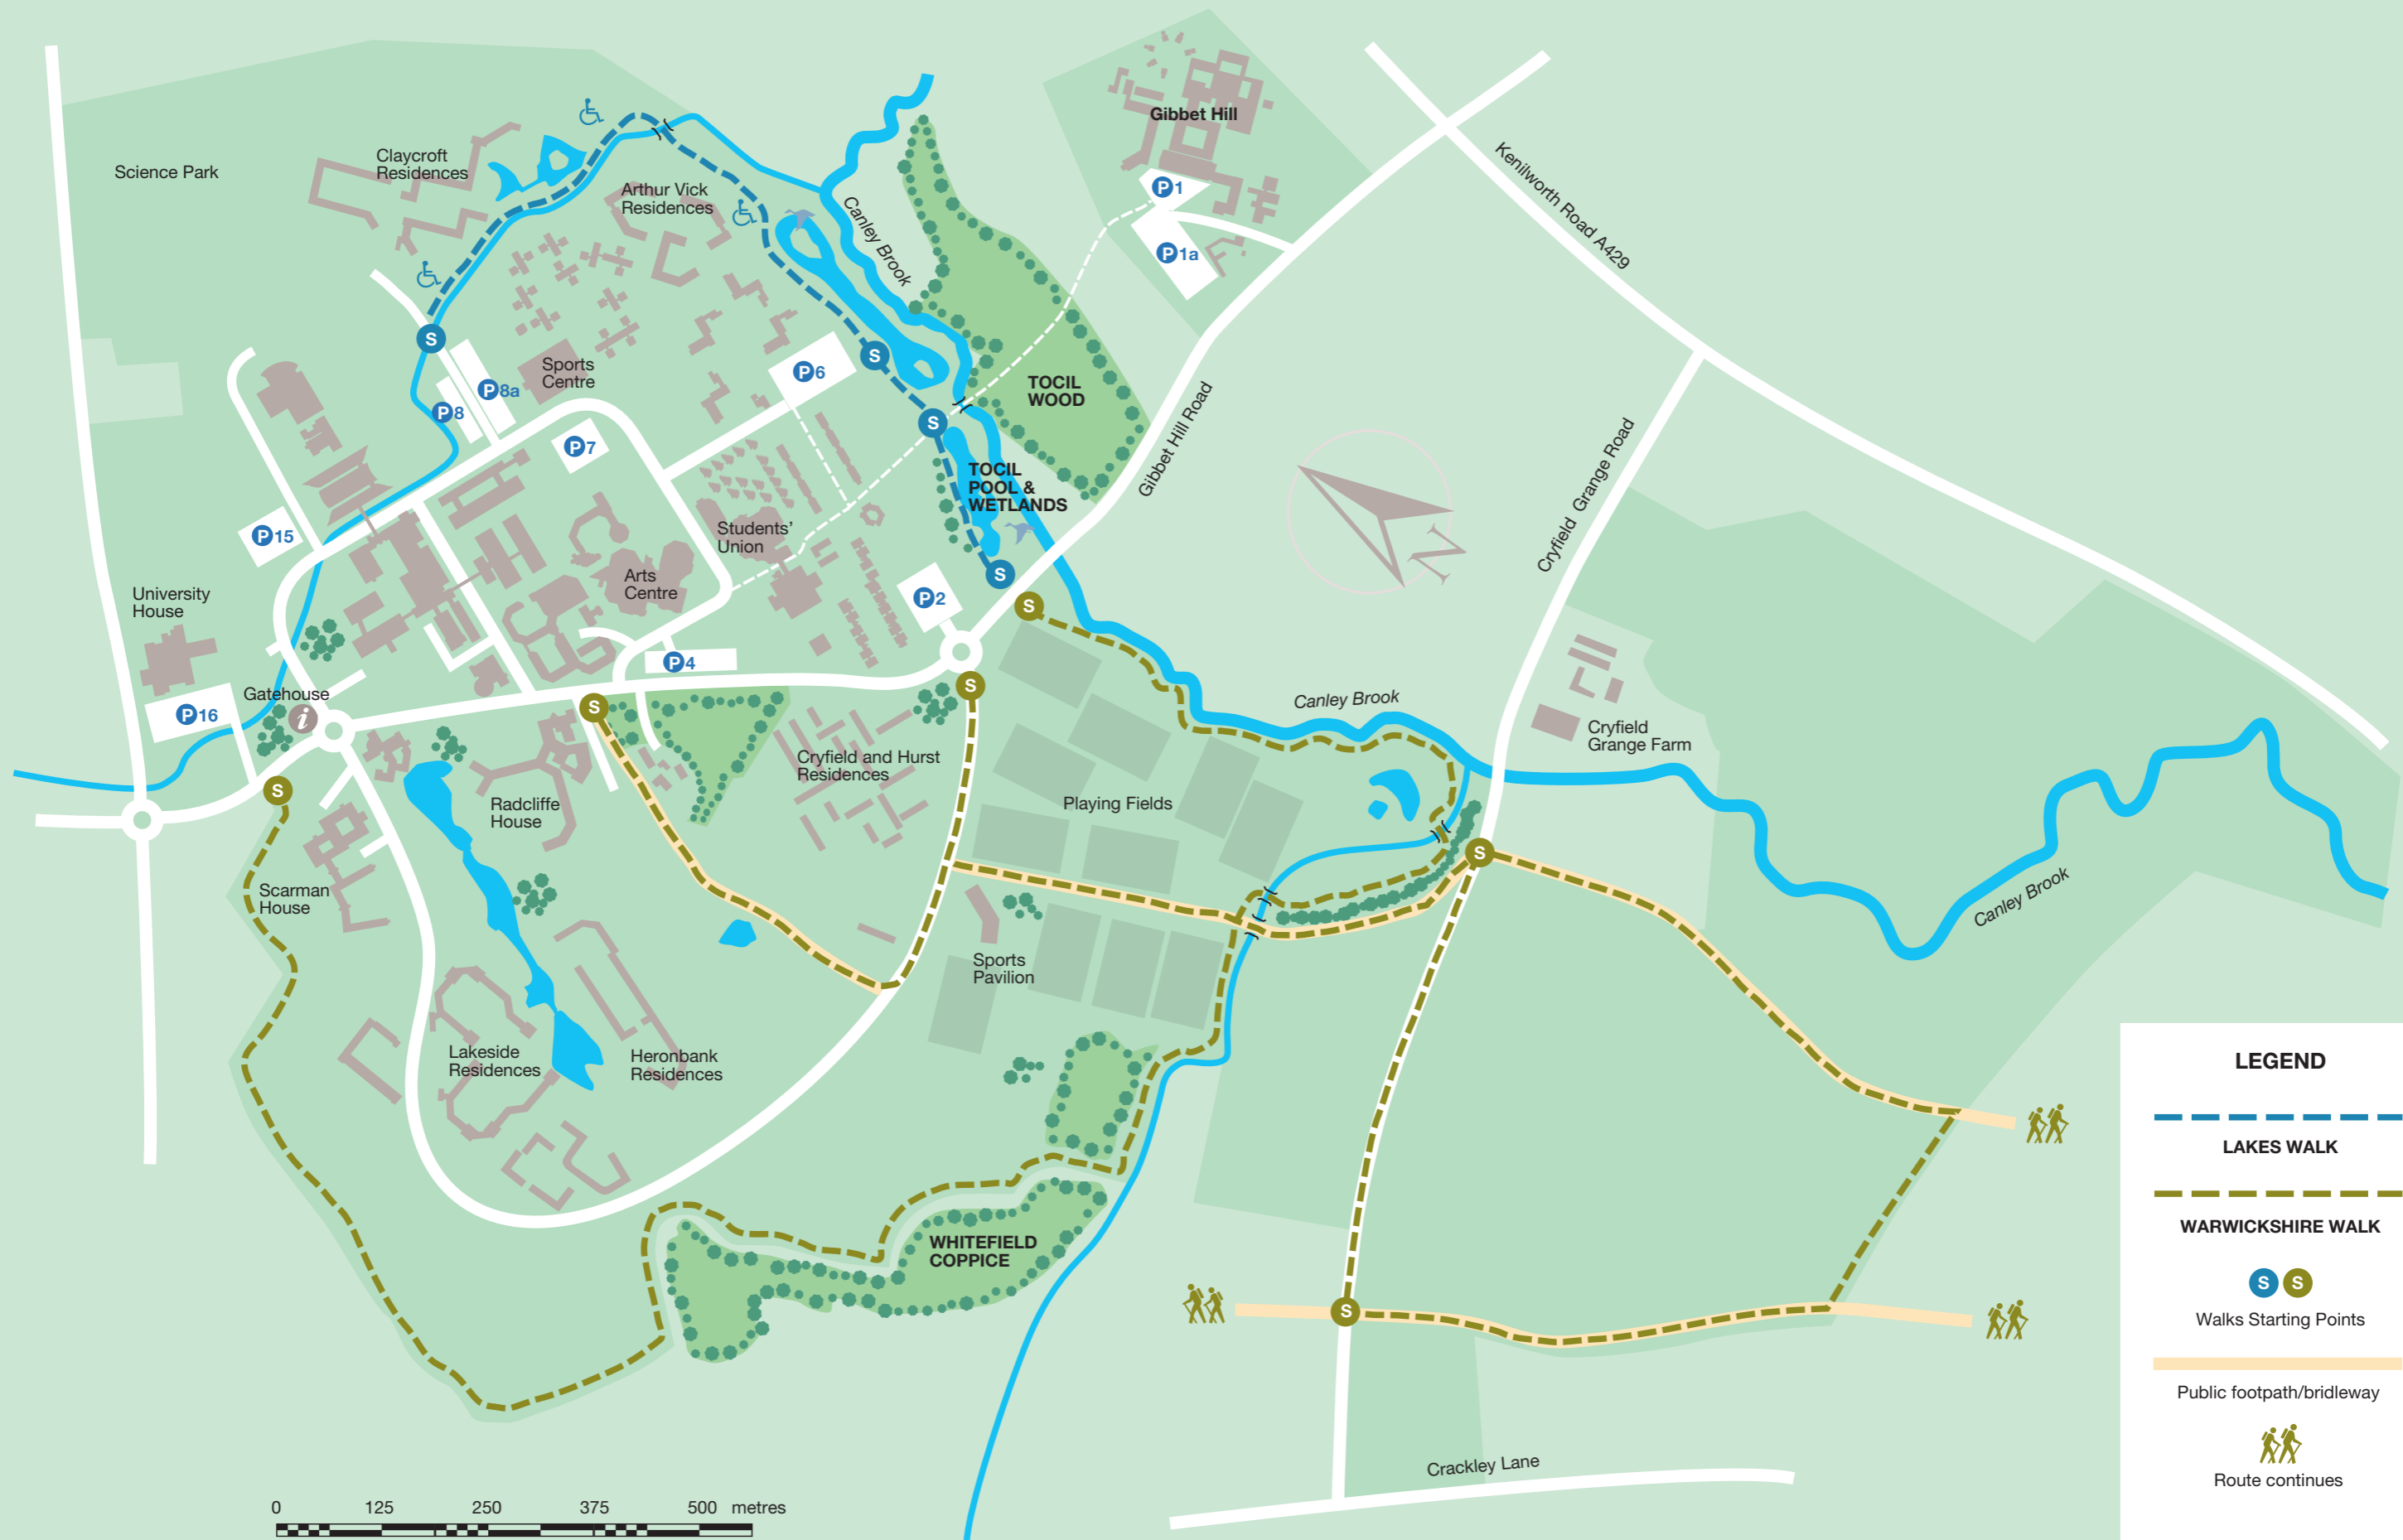 Gibbet Hill
Science Park
Claycroft
Residences
Arthur Vick
Residences
P1
P1a
Kenilworth Road A429
Canley Brook
S
S
S
S
Sports
Centre
P6
P8a
P8
P7
TOCIL
WOOD
Gibbet Hill Road
Cryfield Grange Road
TOCIL
POOL &
WETLANDS
Students'
Union
P15
N
Arts
Centre
University
House
P2
S
P4
S
S
Gatehouse
i
P16
Canley Brook
Cryfield
Grange Farm
Cryfield and Hurst
Residences
S
Radcliffe
House
Playing Fields
S
Scarman
House
Canley Brook
Sports
Pavilion
Lakeside
Residences
Heronbank
Residences
WHITEFIELD
COPPICE
S
Crackley Lane
0 125 250 375 500 metres
LEGEND
LAKES WALK
WARWICKSHIRE WALK
S S
Walks Starting Points
Public footpath/bridleway
Route continues